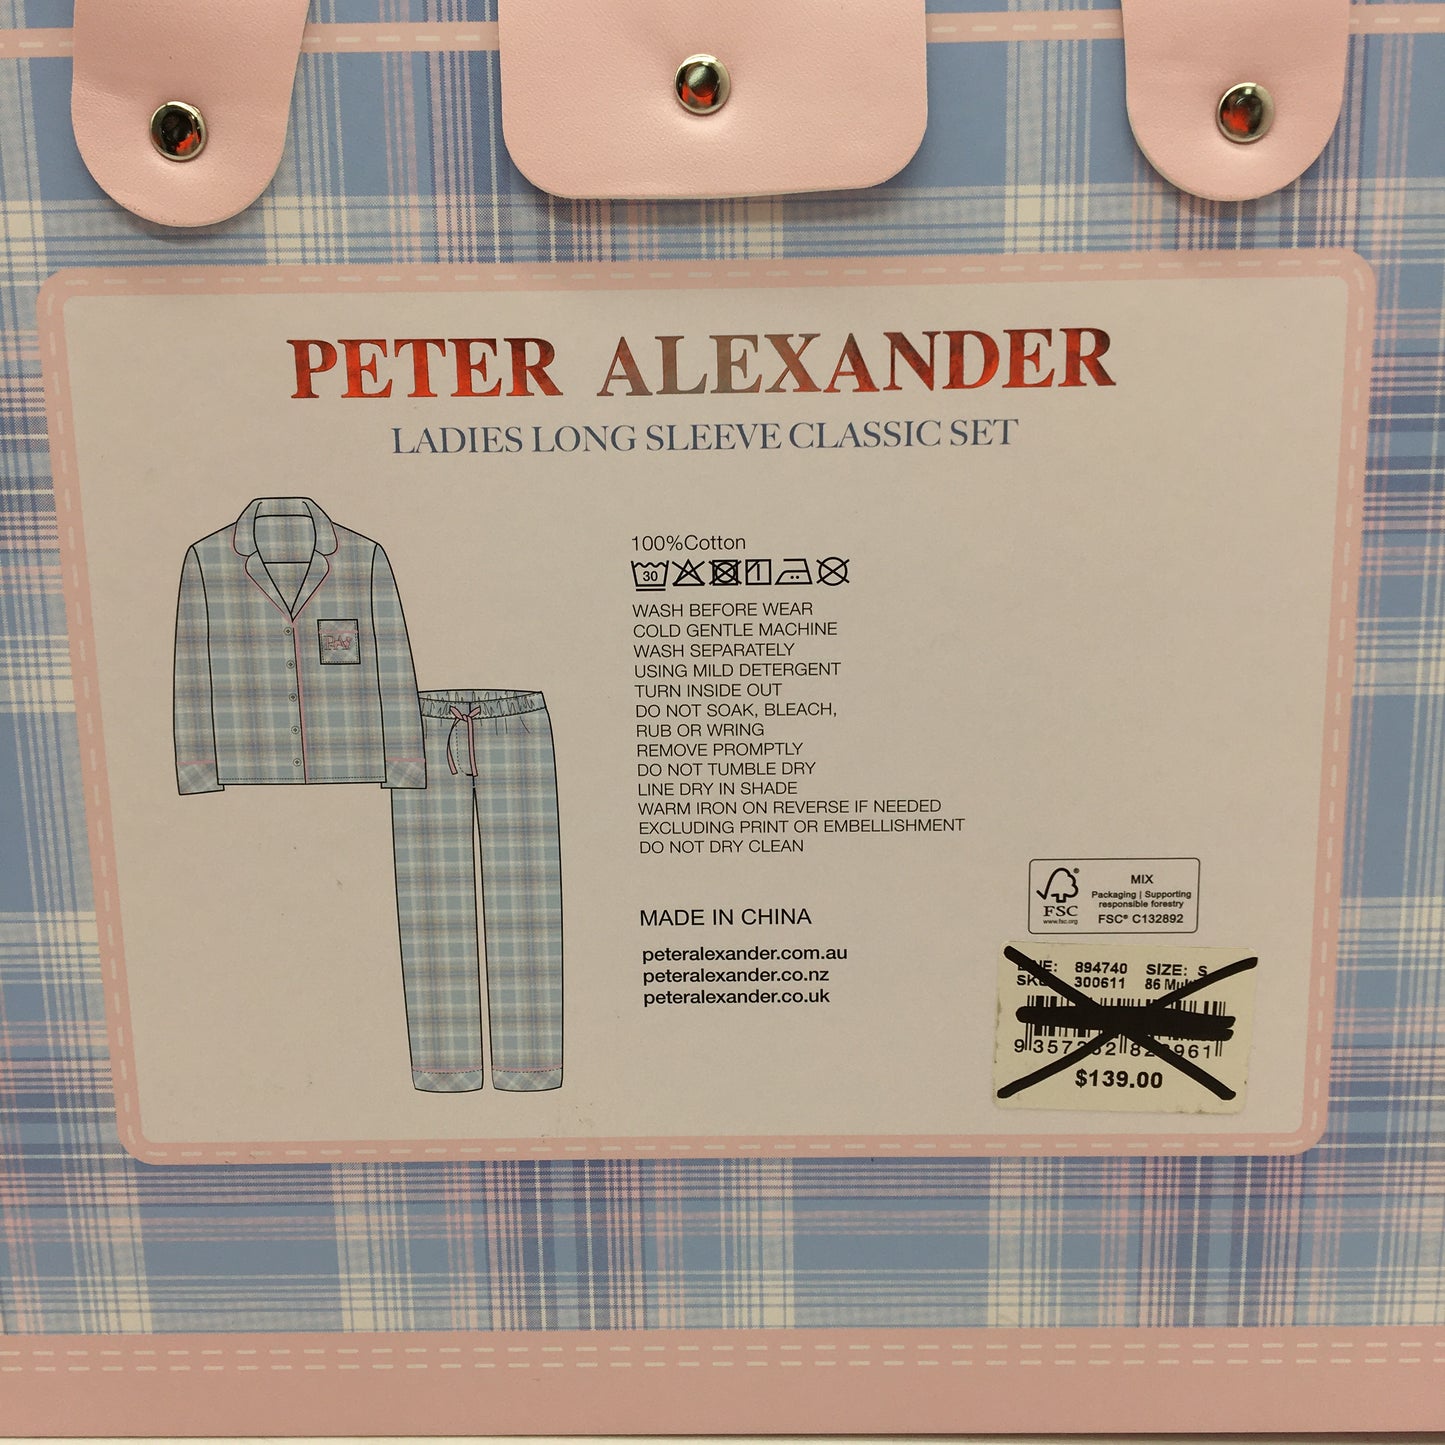 PETER ALEXANDER
LADIES LONG SLEEVE CLASSIC SET
100%Cotton
30
WASH BEFORE WEAR
COLD GENTLE MACHINE
WASH SEPARATELY
USING MILD DETERGENT
TURN INSIDE OUT
DO NOT SOAK, BLEACH,
RUB OR WRING
REMOVE PROMPTLY
DO NOT TUMBLE DRY
LINE DRY IN SHADE
WARM IRON ON REVERSE IF NEEDED
EXCLUDING PRINT OR EMBELLISHMENT
DO NOT DRY CLEAN
MADE IN CHINA
peteralexander.com.au
peteralexander.co.nz
peteralexander.co.uk
FSC
www.fsc.org
MIX
Packaging | Supporting
responsible forestry
FSC® C132892
894740 SIZE: S
300611 86
$139.00